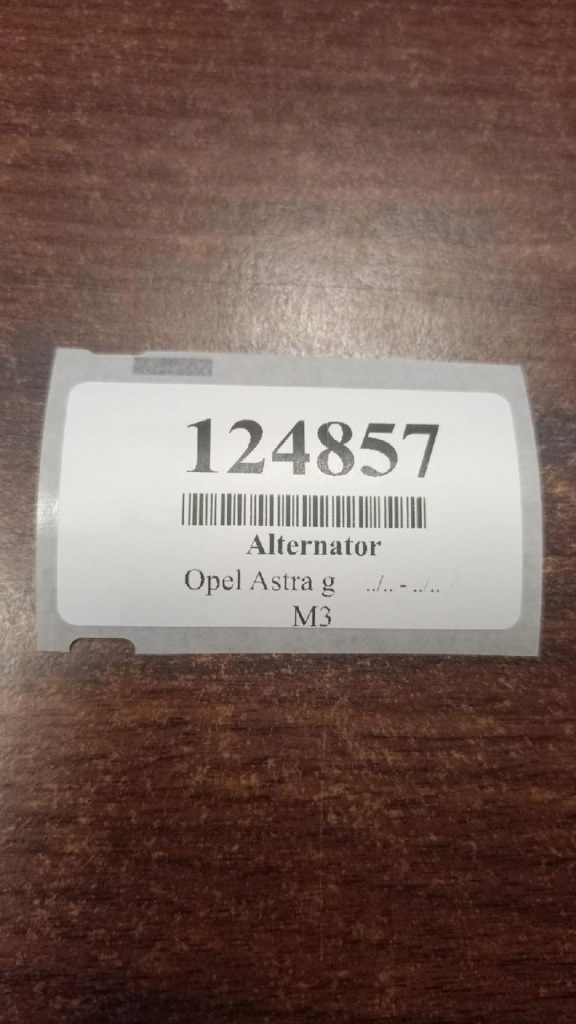 124857
Alternator
Opel Astra g ../.. - ../..
M3